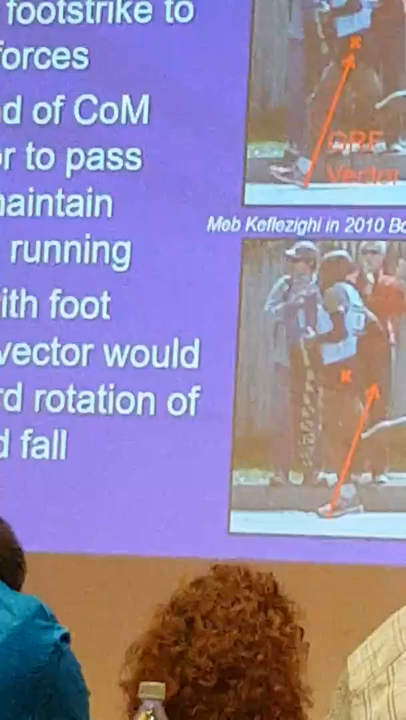 footstrike to
forces
d of CoM
r to pass
naintain
running
ith foot
vector would
rd rotation of
d fall
GRF
Vector
Meb Keflezighi in 2010 Bo